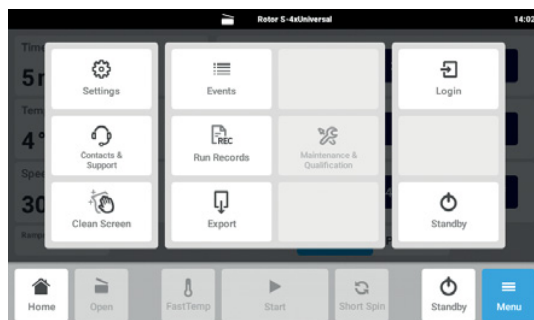 Rotor S-4xUniversal
14:02
Time
5
Settings
Events
Login
4°
Contacts &
Support
REC
Run Records
Maintenance &
Qualification
Speed
30
Clean Screen
Export
Standby
Home
Open
FastTemp
Start
Short Spin
Standby
Menu